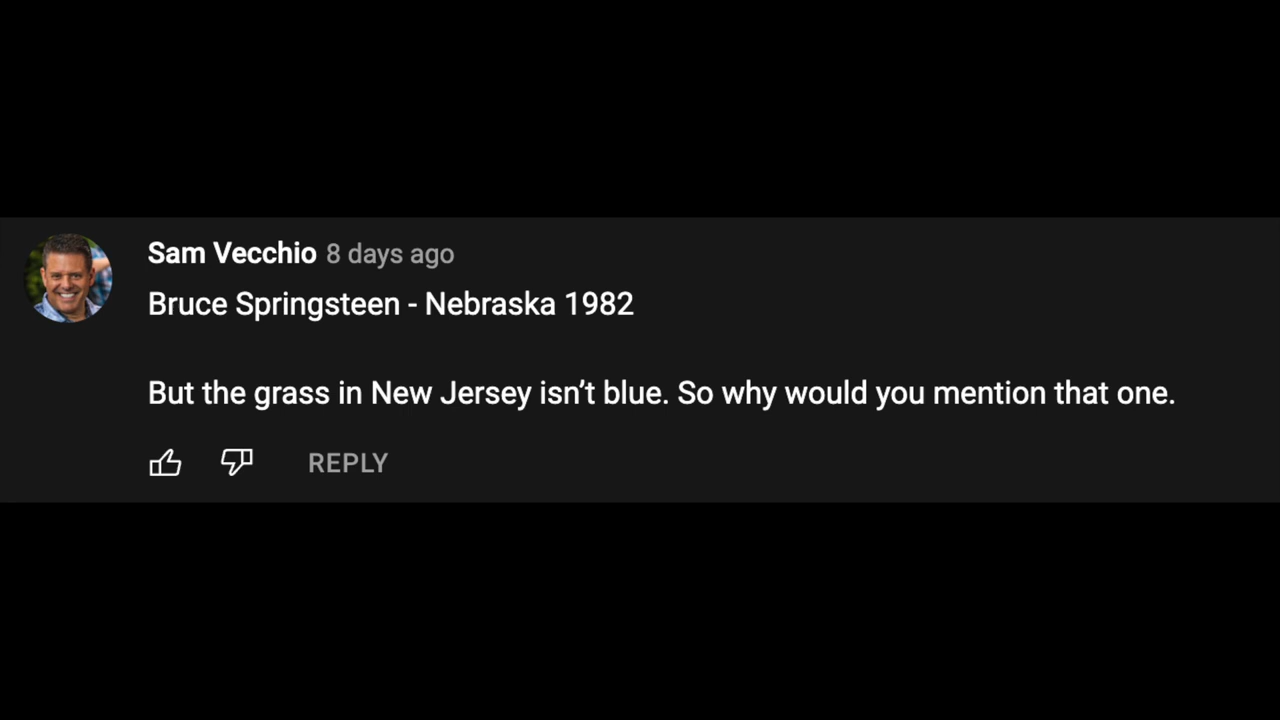 Sam Vecchio 8 days ago
Bruce Springsteen - Nebraska 1982
But the grass in New Jersey isn’t blue. So why would you mention that one.
REPLY